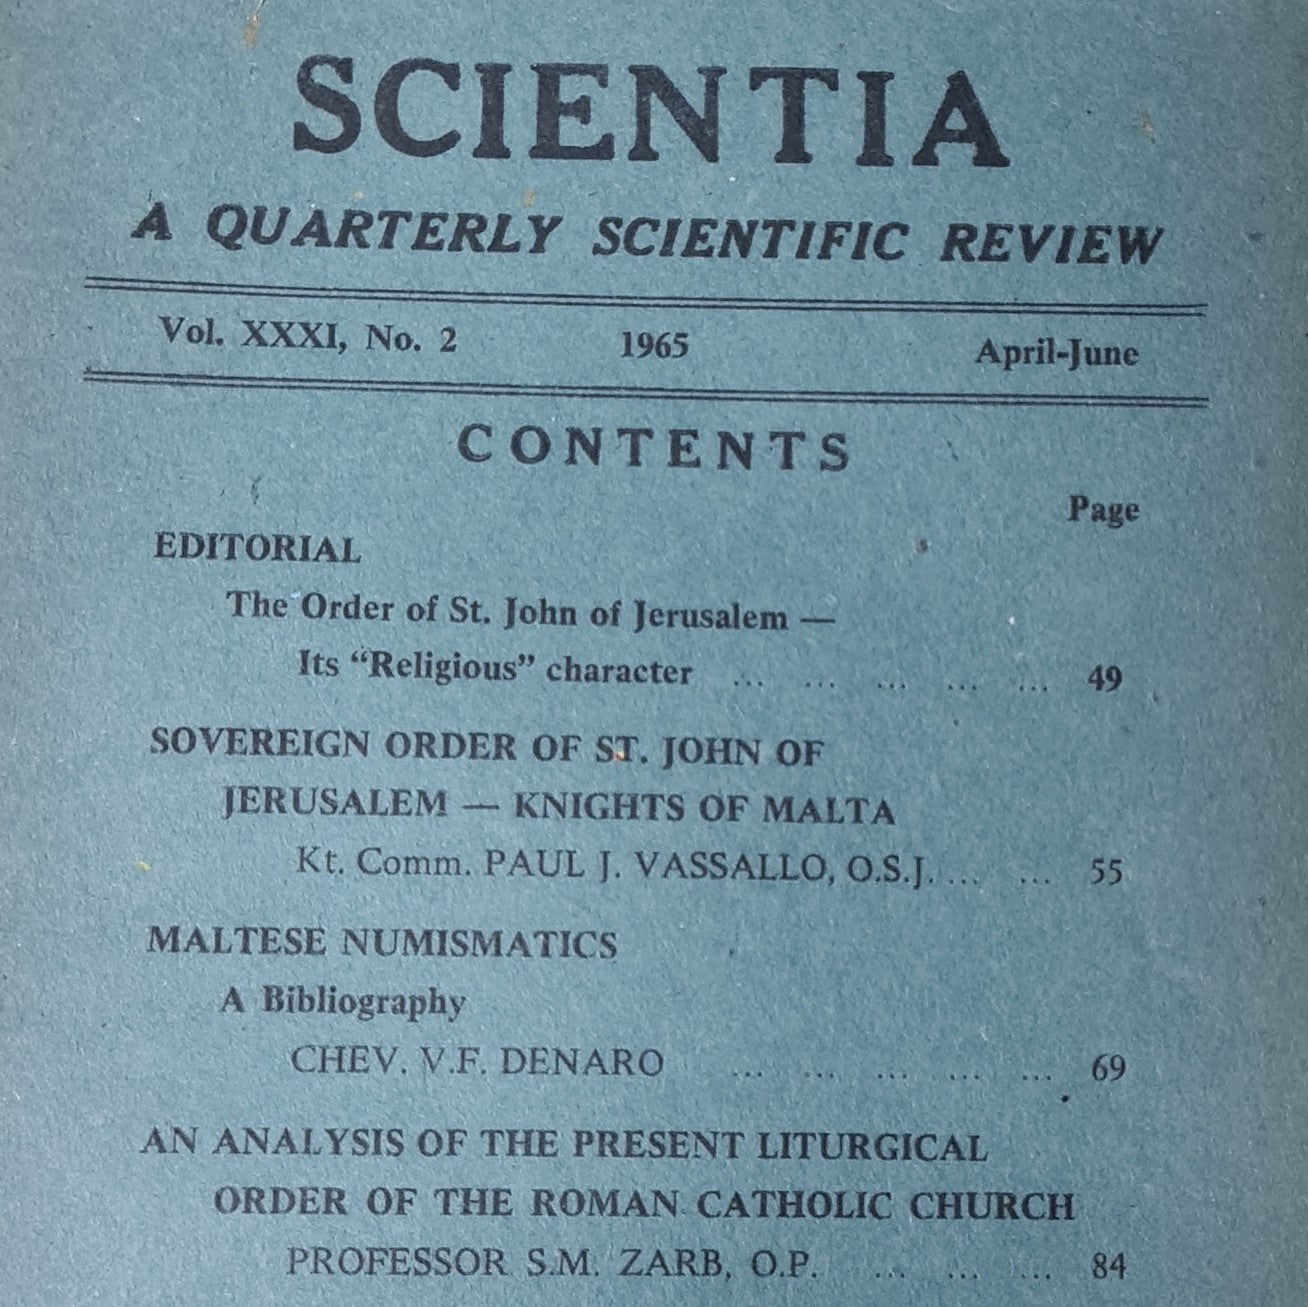 SCIENTIA
A QUARTERLY SCIENTIFIC REVIEW
Vol. XXXI, No. 2 1965 April-June
CONTENTS
Page
EDITORIAL
The Order of St. John of Jerusalem —
Its “Religious” character ... ... ... ... ... 49
SOVEREIGN ORDER OF ST. JOHN OF
JERUSALEM — KNIGHTS OF MALTA
Kt. Comm. PAUL J. VASSALLO, O.S.J. ... ... 55
MALTESE NUMISMATICS
A Bibliography
CHEV. V.F. DENARO ... ... ... ... ... 69
AN ANALYSIS OF THE PRESENT LITURGICAL
ORDER OF THE ROMAN CATHOLIC CHURCH
PROFESSOR S.M. ZARB, O.P. ... ... ... 84